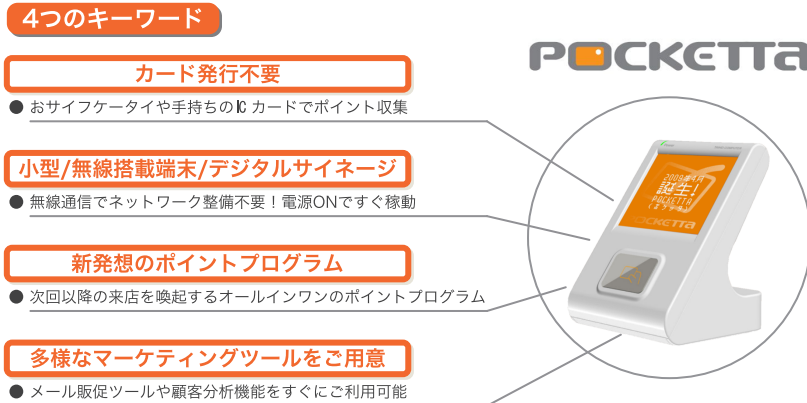 4つのキーワード
POCKETTA
カード発行不要
● おサイフケータイや手持ちのICカードでポイント収集
小型/無線搭載端末/デジタルサイネージ
● 無線通信でネットワーク整備不要！電源ONですぐ稼動
新発想のポイントプログラム
● 次回以降の来店を喚起するオールインワンのポイントプログラム
多様なマーケティングツールをご用意
● メール販促ツールや顧客分析機能をすぐにご利用可能
2009年4月
誕生!
POCKETTA
POCKETTA